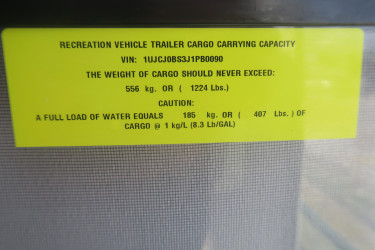 RECREATION VEHICLE TRAILER CARGO CARRYING CAPACITY
VIN: 1UJCJ0BS3J1PB0090
THE WEIGHT OF CARGO SHOULD NEVER EXCEED:
556 kg. OR ( 1224 Lbs.)
CAUTION:
A FULL LOAD OF WATER EQUALS 185 kg. OR ( 407 Lbs. ) OF
CARGO @ 1 kg/L (8.3 Lb/GAL)